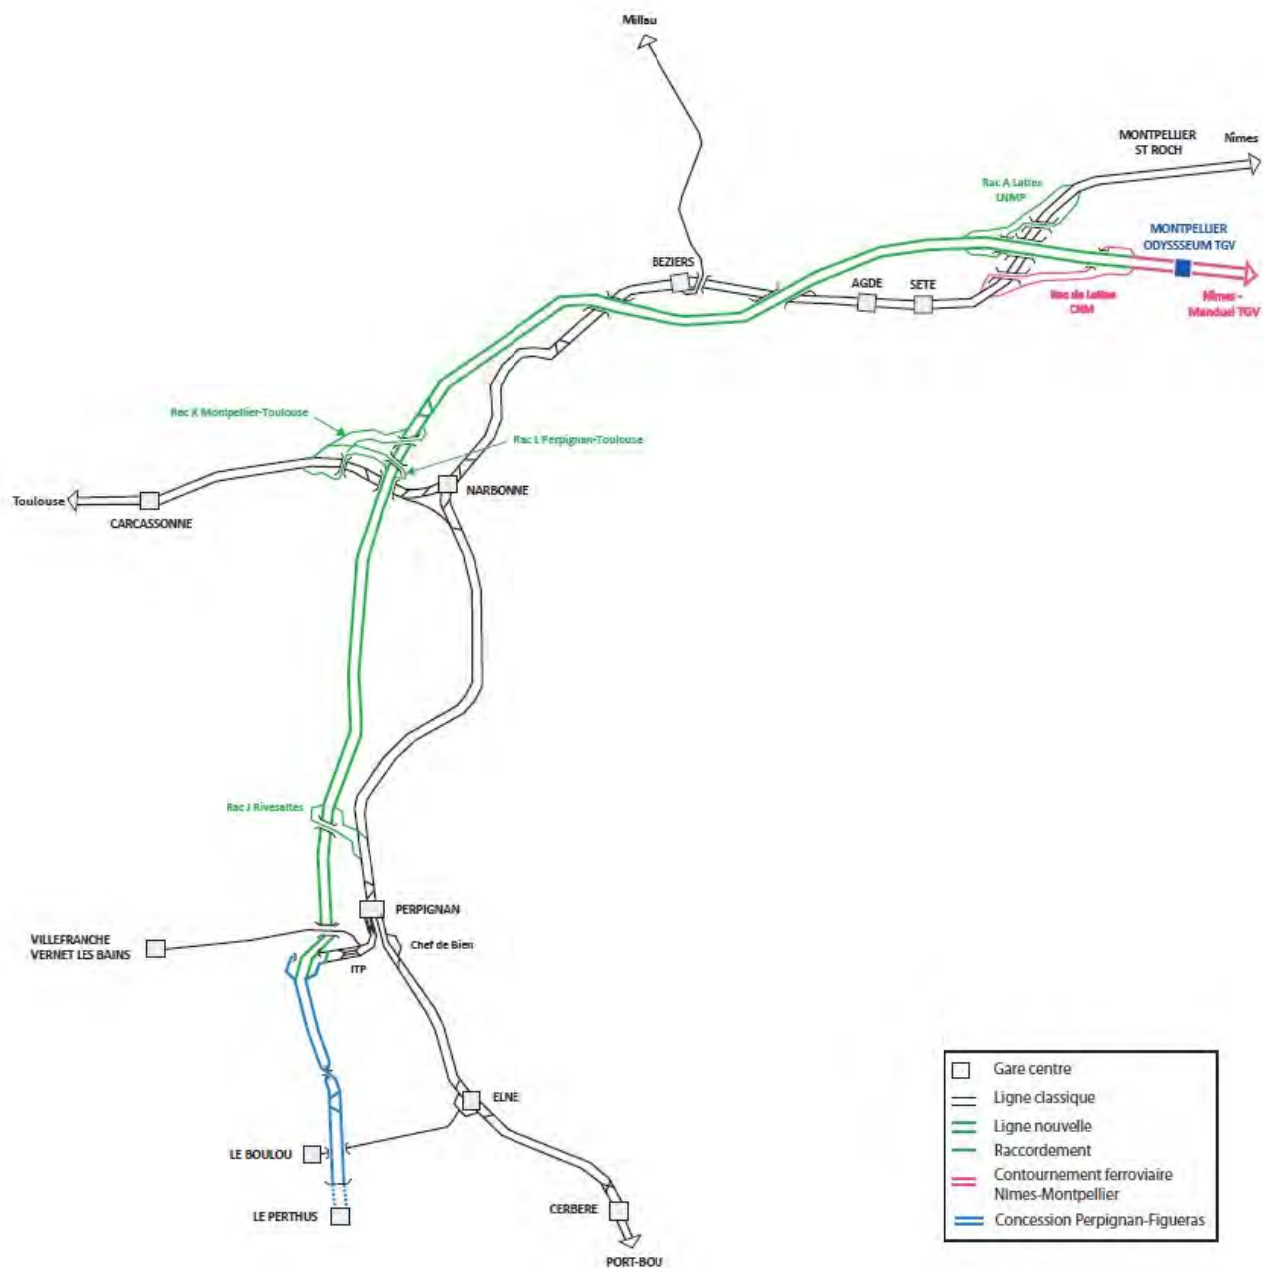 Millau
MONTPELLIER
ST ROCH
Nîmes
Rac A Lattes
LNMP
MONTPELLIER
ODYSSSEUM TGV
BEZIERS
AGDE
SETE
Rac de Lattes
CNM
Nîmes -
Manduel TGV
Rac K Montpellier-Toulouse
Rac L Perpignan-Toulouse
Toulouse
CARCASSONNE
NARBONNE
Rac J Rivesaltes
PERPIGNAN
VILLEFRANCHE
VERNET LES BAINS
Chef de Bien
ITP
ELNE
LE BOULOU
LE PERTHUS
CERBERE
PORT-BOU
Gare centre
Ligne classique
Ligne nouvelle
Raccordement
Contournement ferroviaire
Nîmes-Montpellier
Concession Perpignan-Figueras